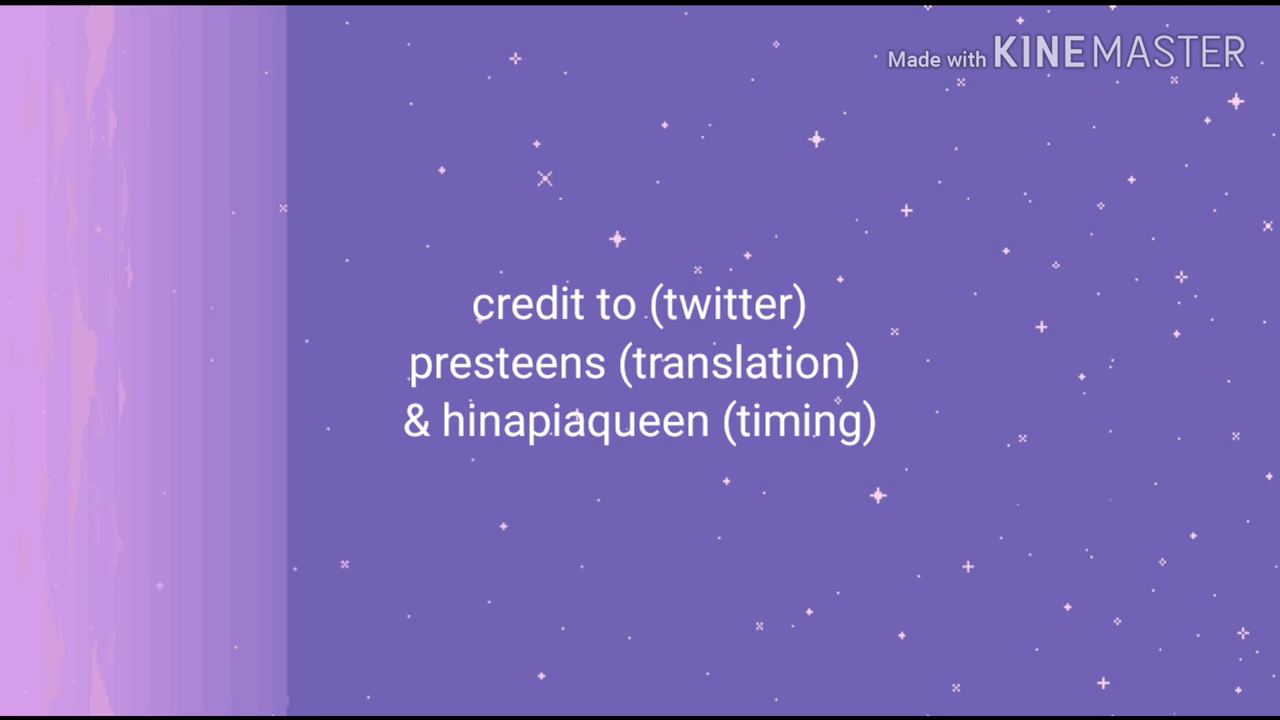 Made with KINEMASTER
credit to (twitter)
presteens (translation)
& hinapiaqueen (timing)